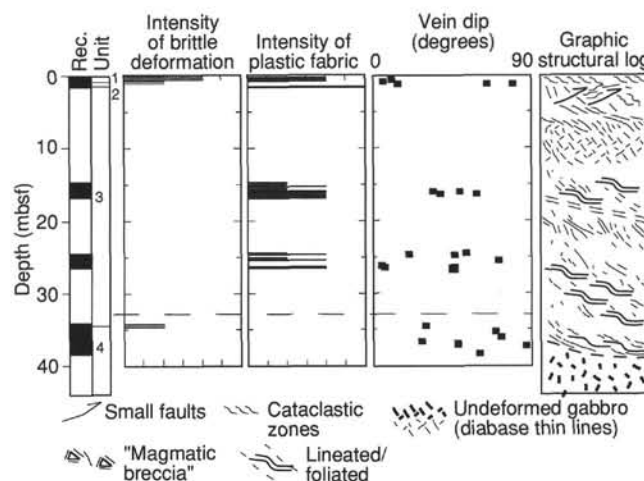 Rec.
Unit
Intensity
of brittle
deformation
Intensity of
plastic fabric
Vein dip
(degrees)
0 90
Graphic
structural log
0
10
20
30
40
Depth (mbsf)
1
2
3
4
Small faults
Cataclastic
zones
Undeformed gabbro
(diabase thin lines)
"Magmatic
breccia"
Lineated/
foliated